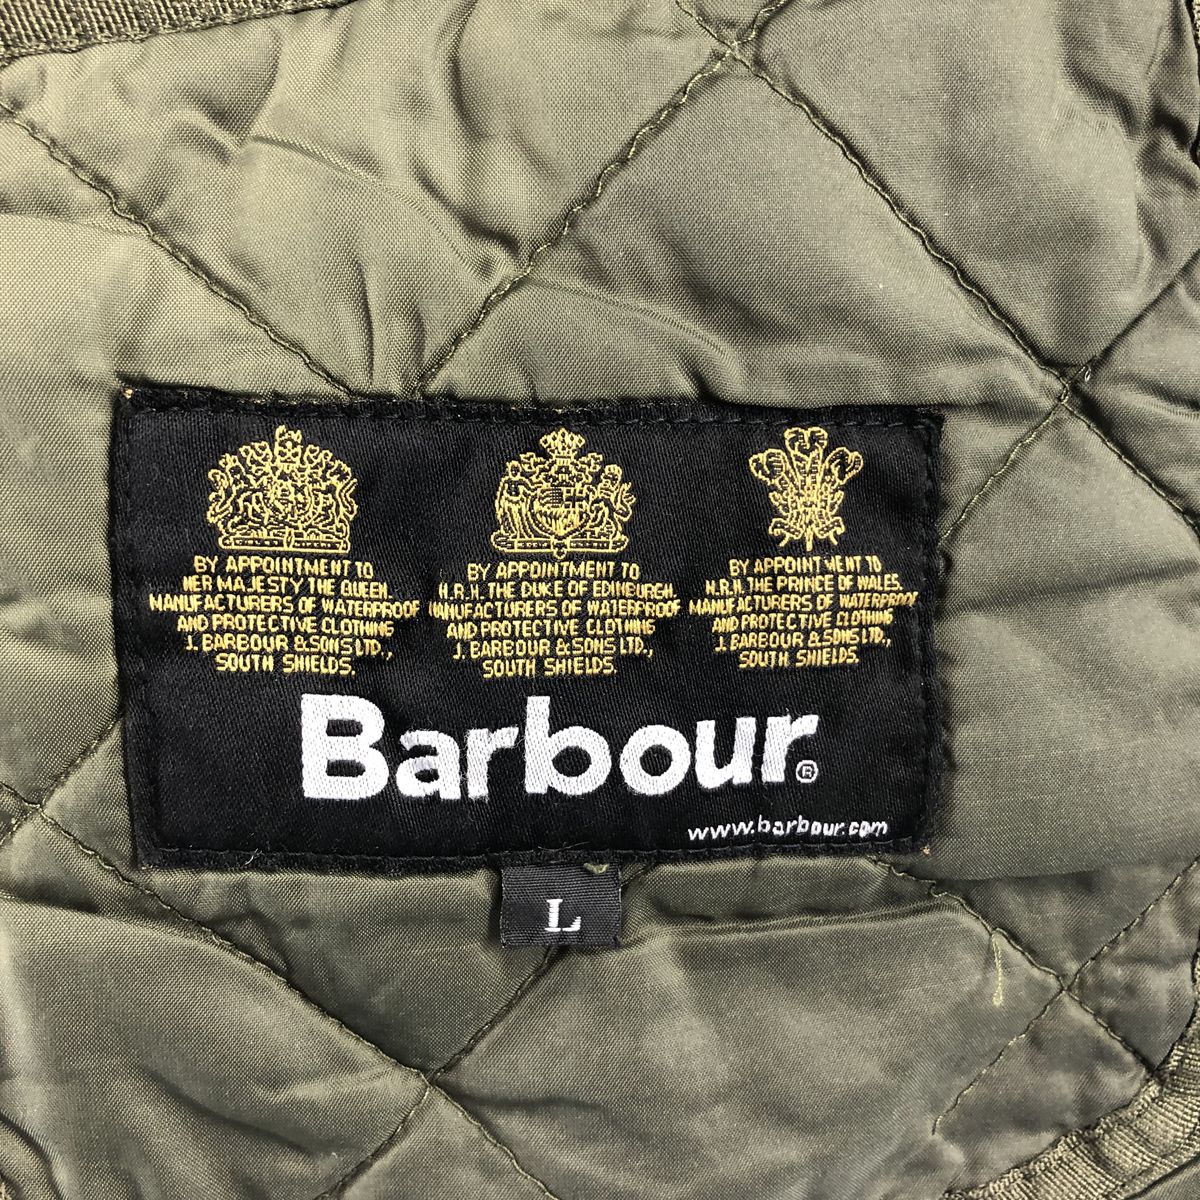 BY APPOINTMENT TO
HER MAJESTY THE QUEEN.
MANUFACTURERS OF WATERPROOF
AND PROTECTIVE CLOTHING
J. BARBOUR & SONS LTD.,
SOUTH SHIELDS.
BY APPOINTMENT TO
H.R.H. THE DUKE OF EDINBURGH.
MANUFACTURERS OF WATERPROOF
AND PROTECTIVE CLOTHING
J. BARBOUR & SONS LTD.,
SOUTH SHIELDS.
BY APPOINTMENT TO
H.R.H. THE PRINCE OF WALES.
MANUFACTURERS OF WATERPROOF
AND PROTECTIVE CLOTHING
J. BARBOUR & SONS LTD.,
SOUTH SHIELDS.
Barbour®
www.barbour.com
L